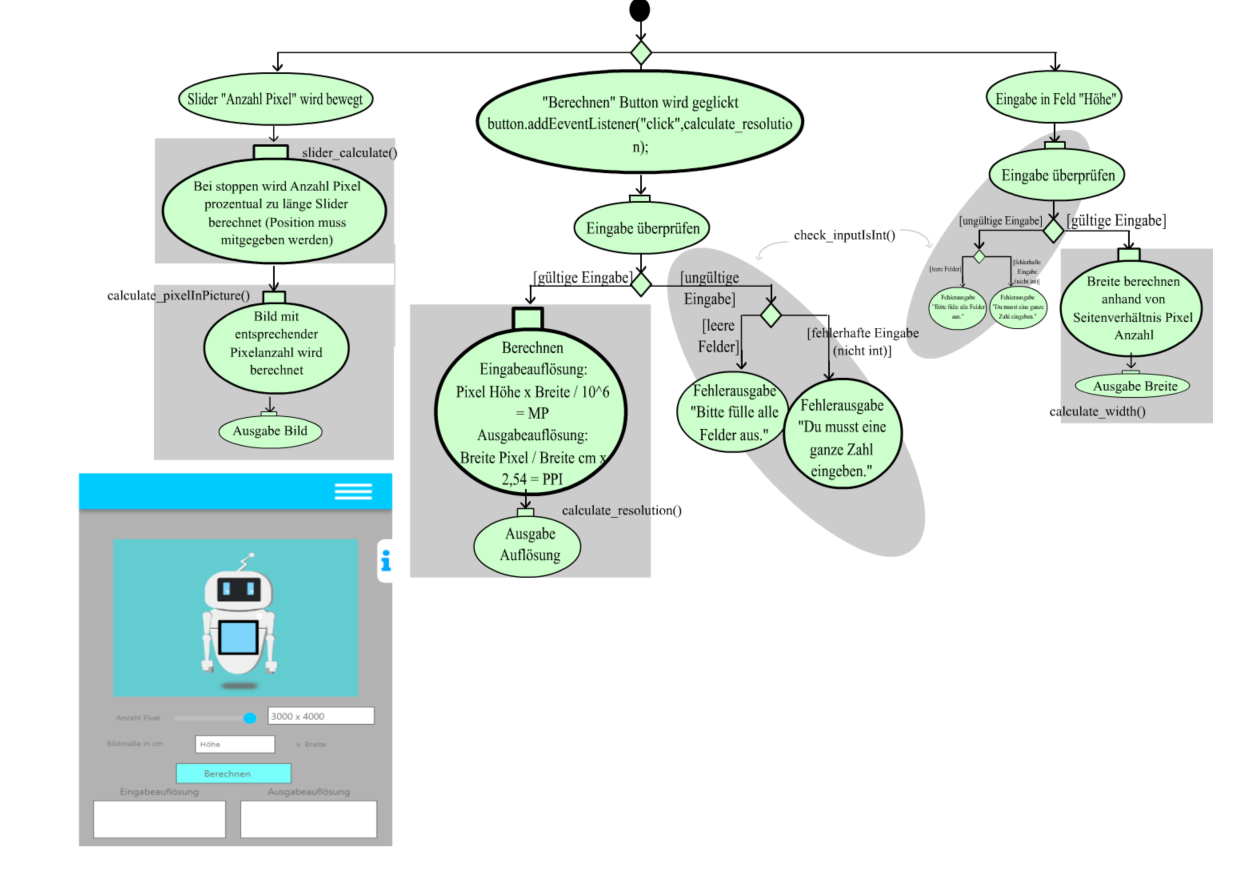 Slider "Anzahl Pixel" wird bewegt
slider_calculate()
Bei stoppen wird Anzahl Pixel
prozentual zu länge Slider
berechnet (Position muss
mitgegeben werden)
calculate_pixelInPicture()
Bild mit
entsprechender
Pixelanzahl wird
berechnet
Ausgabe Bild
"Berechnen" Button wird geglickt
button.addEeventListener("click",calculate_resolutio
n);
Eingabe überprüfen
[gültige Eingabe]
[ungültige
Eingabe]
Berechnen
Eingabeauflösung:
Pixel Höhe x Breite / 10^6
= MP
Ausgabeauflösung:
Breite Pixel / Breite cm x
2,54 = PPI
calculate_resolution()
Ausgabe
Auflösung
[leere
Felder]
[fehlerhafte Eingabe
(nicht int)]
Fehlerausgabe
"Bitte fülle alle
Felder aus."
Fehlerausgabe
"Du musst eine
ganze Zahl
eingeben."
check_inputIsInt()
Eingabe in Feld "Höhe"
Eingabe überprüfen
[ungültige Eingabe]
[gültige Eingabe]
[leere Felder]
[fehlerhafte
Eingabe
(nicht int)]
Fehlerausgabe
"Bitte fülle alle Felder
aus."
Fehlerausgabe
"Du musst eine ganze
Zahl eingeben."
Breite berechnen
anhand von
Seitenverhältnis Pixel
Anzahl
Ausgabe Breite
calculate_width()
i
Anzahl Pixel
3000 x 4000
Bildmaße in cm
Höhe
x Breite
Berechnen
Eingabeauflösung
Ausgabeauflösung